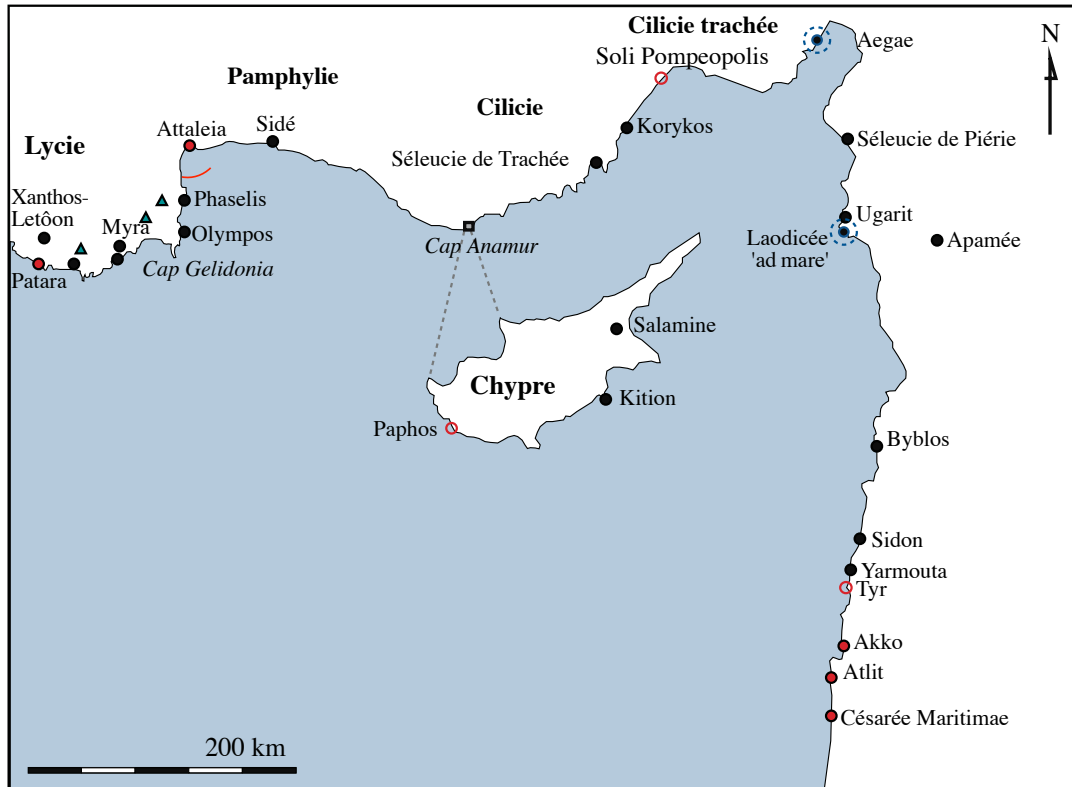 Cilicie trachée
N
Aegae
Soli Pompeopolis
Pamphylie
Cilicie
Attaleia
Sidé
Korykos
Séleucie de Piérie
Lycie
Séleucie de Trachée
Xanthos-
Letôon
Phaselis
Myra
Ugarit
Olympos
Cap Anamur
Laodicée
'ad mare'
Apamée
Cap Gelidonia
Patara
Salamine
Chypre
Kition
Paphos
Byblos
Sidon
Yarmouta
Tyr
Akko
Atlit
Césarée Maritimae
200 km